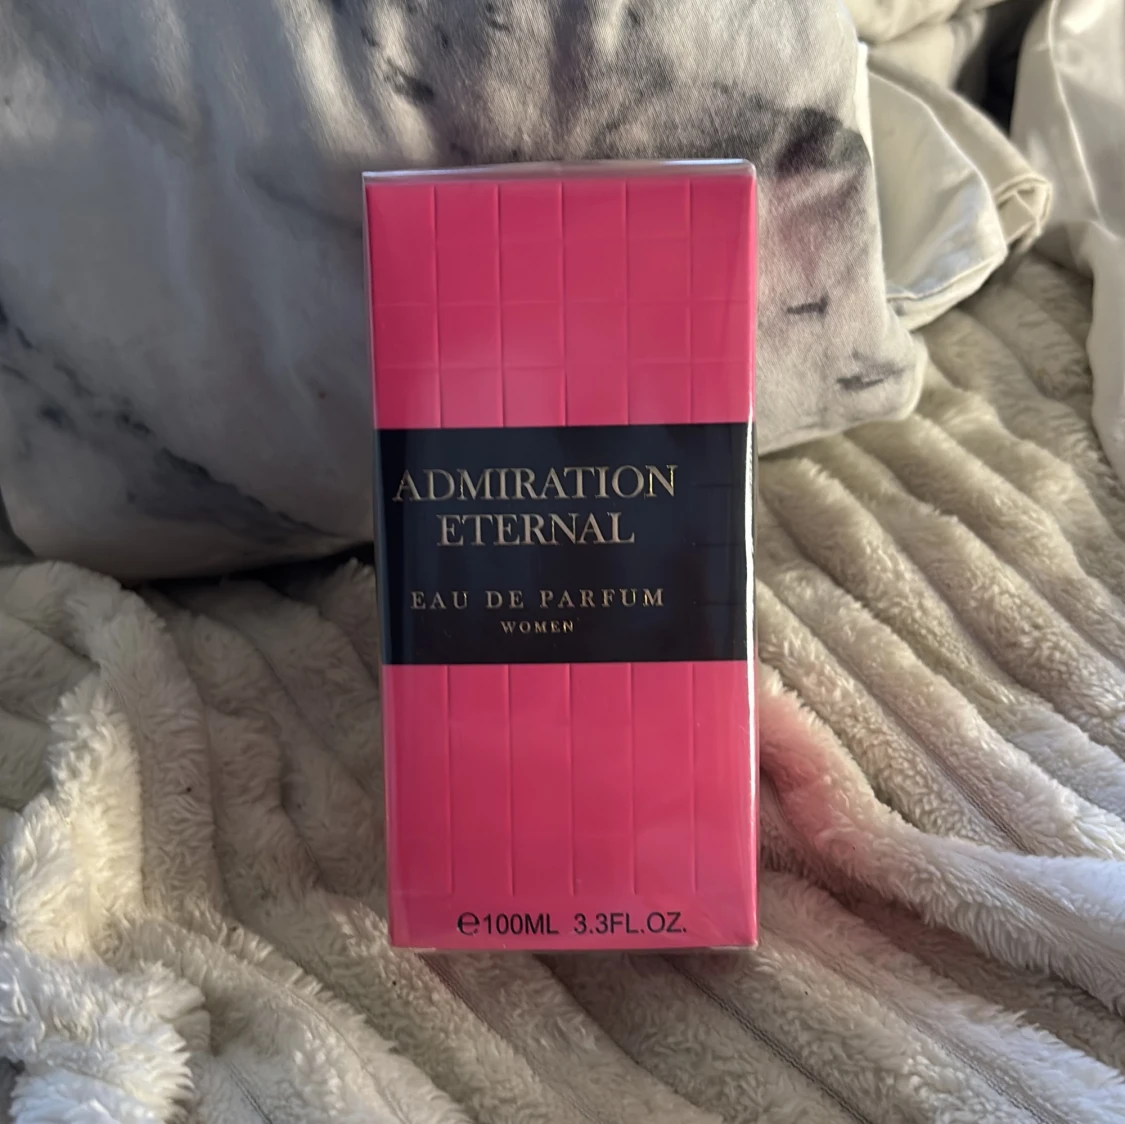 ADMIRATION
ETERNAL
EAU DE PARFUM
WOMEN
℮100ML 3.3FL.OZ.